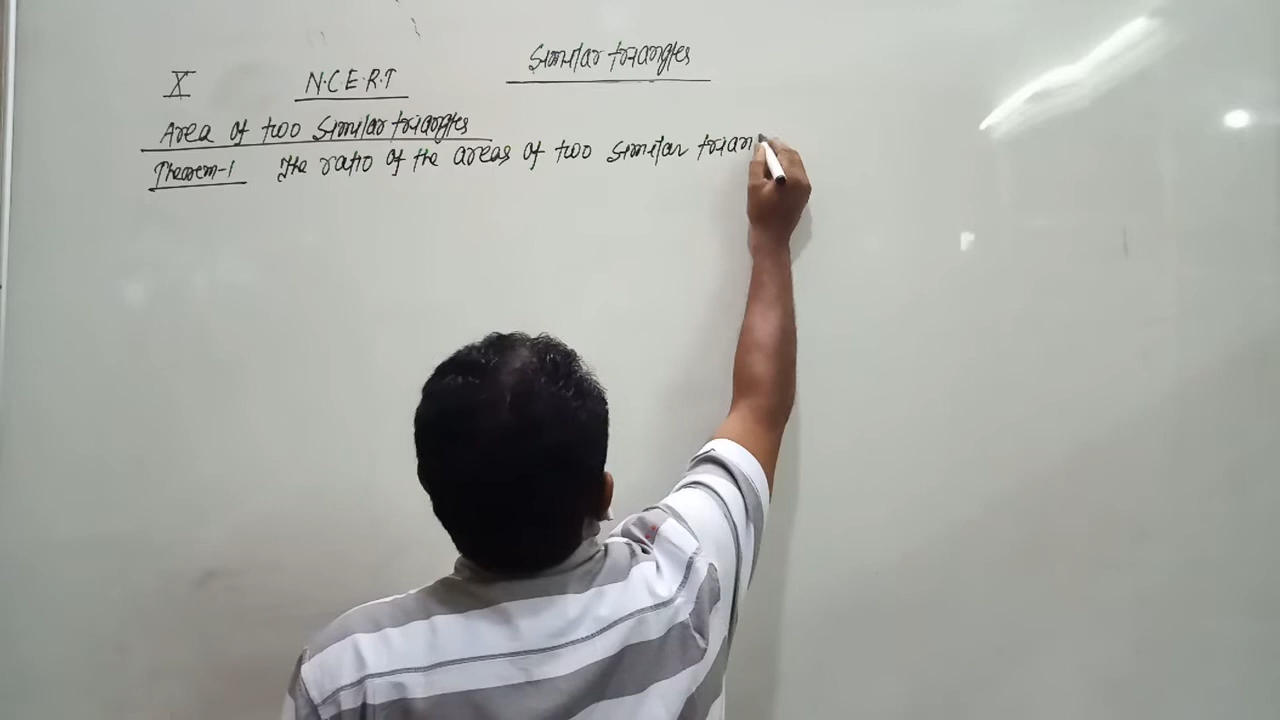 Similar triangles
X N.C.E.R.T
Area of two Similar triangles
Theorem-1 The ratio of the areas of two similar trian